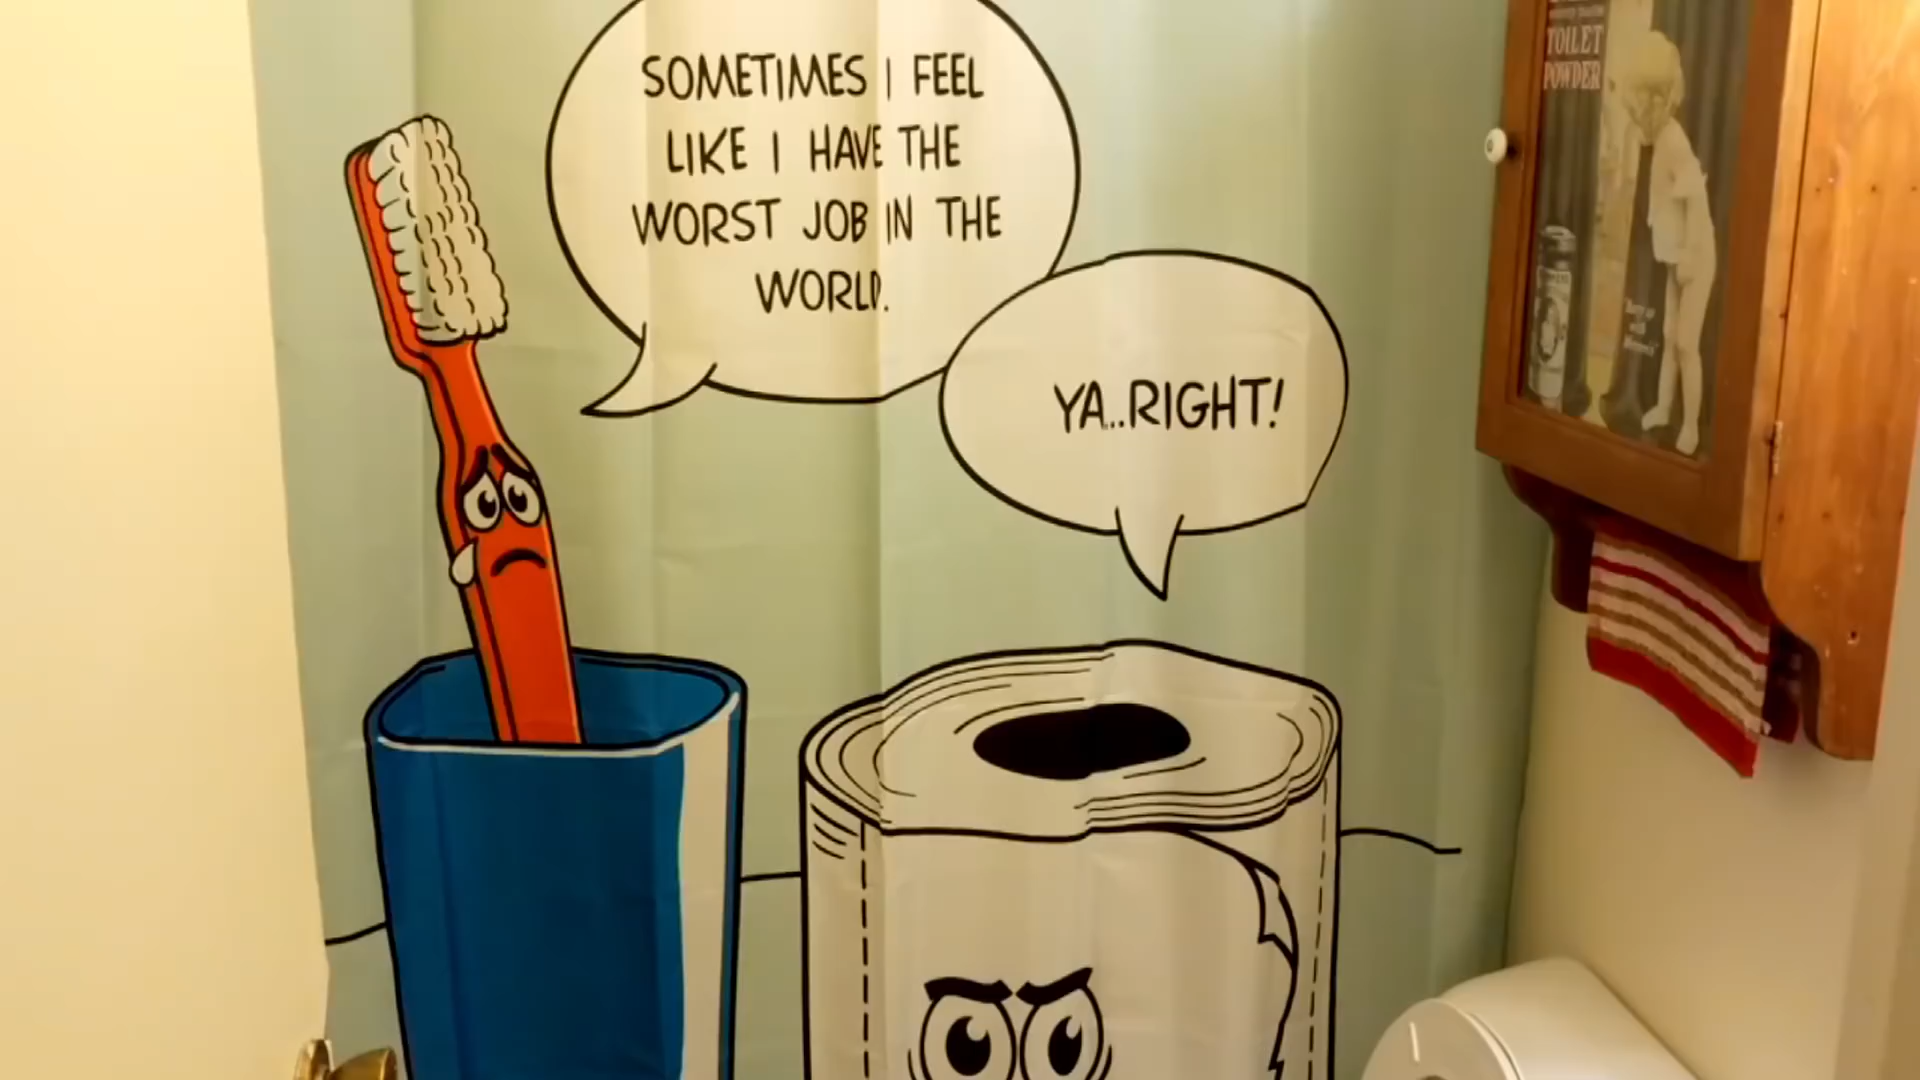 SOMETIMES I FEEL
LIKE I HAVE THE
WORST JOB IN THE
WORLD.
YA..RIGHT!
TOILET
POWDER